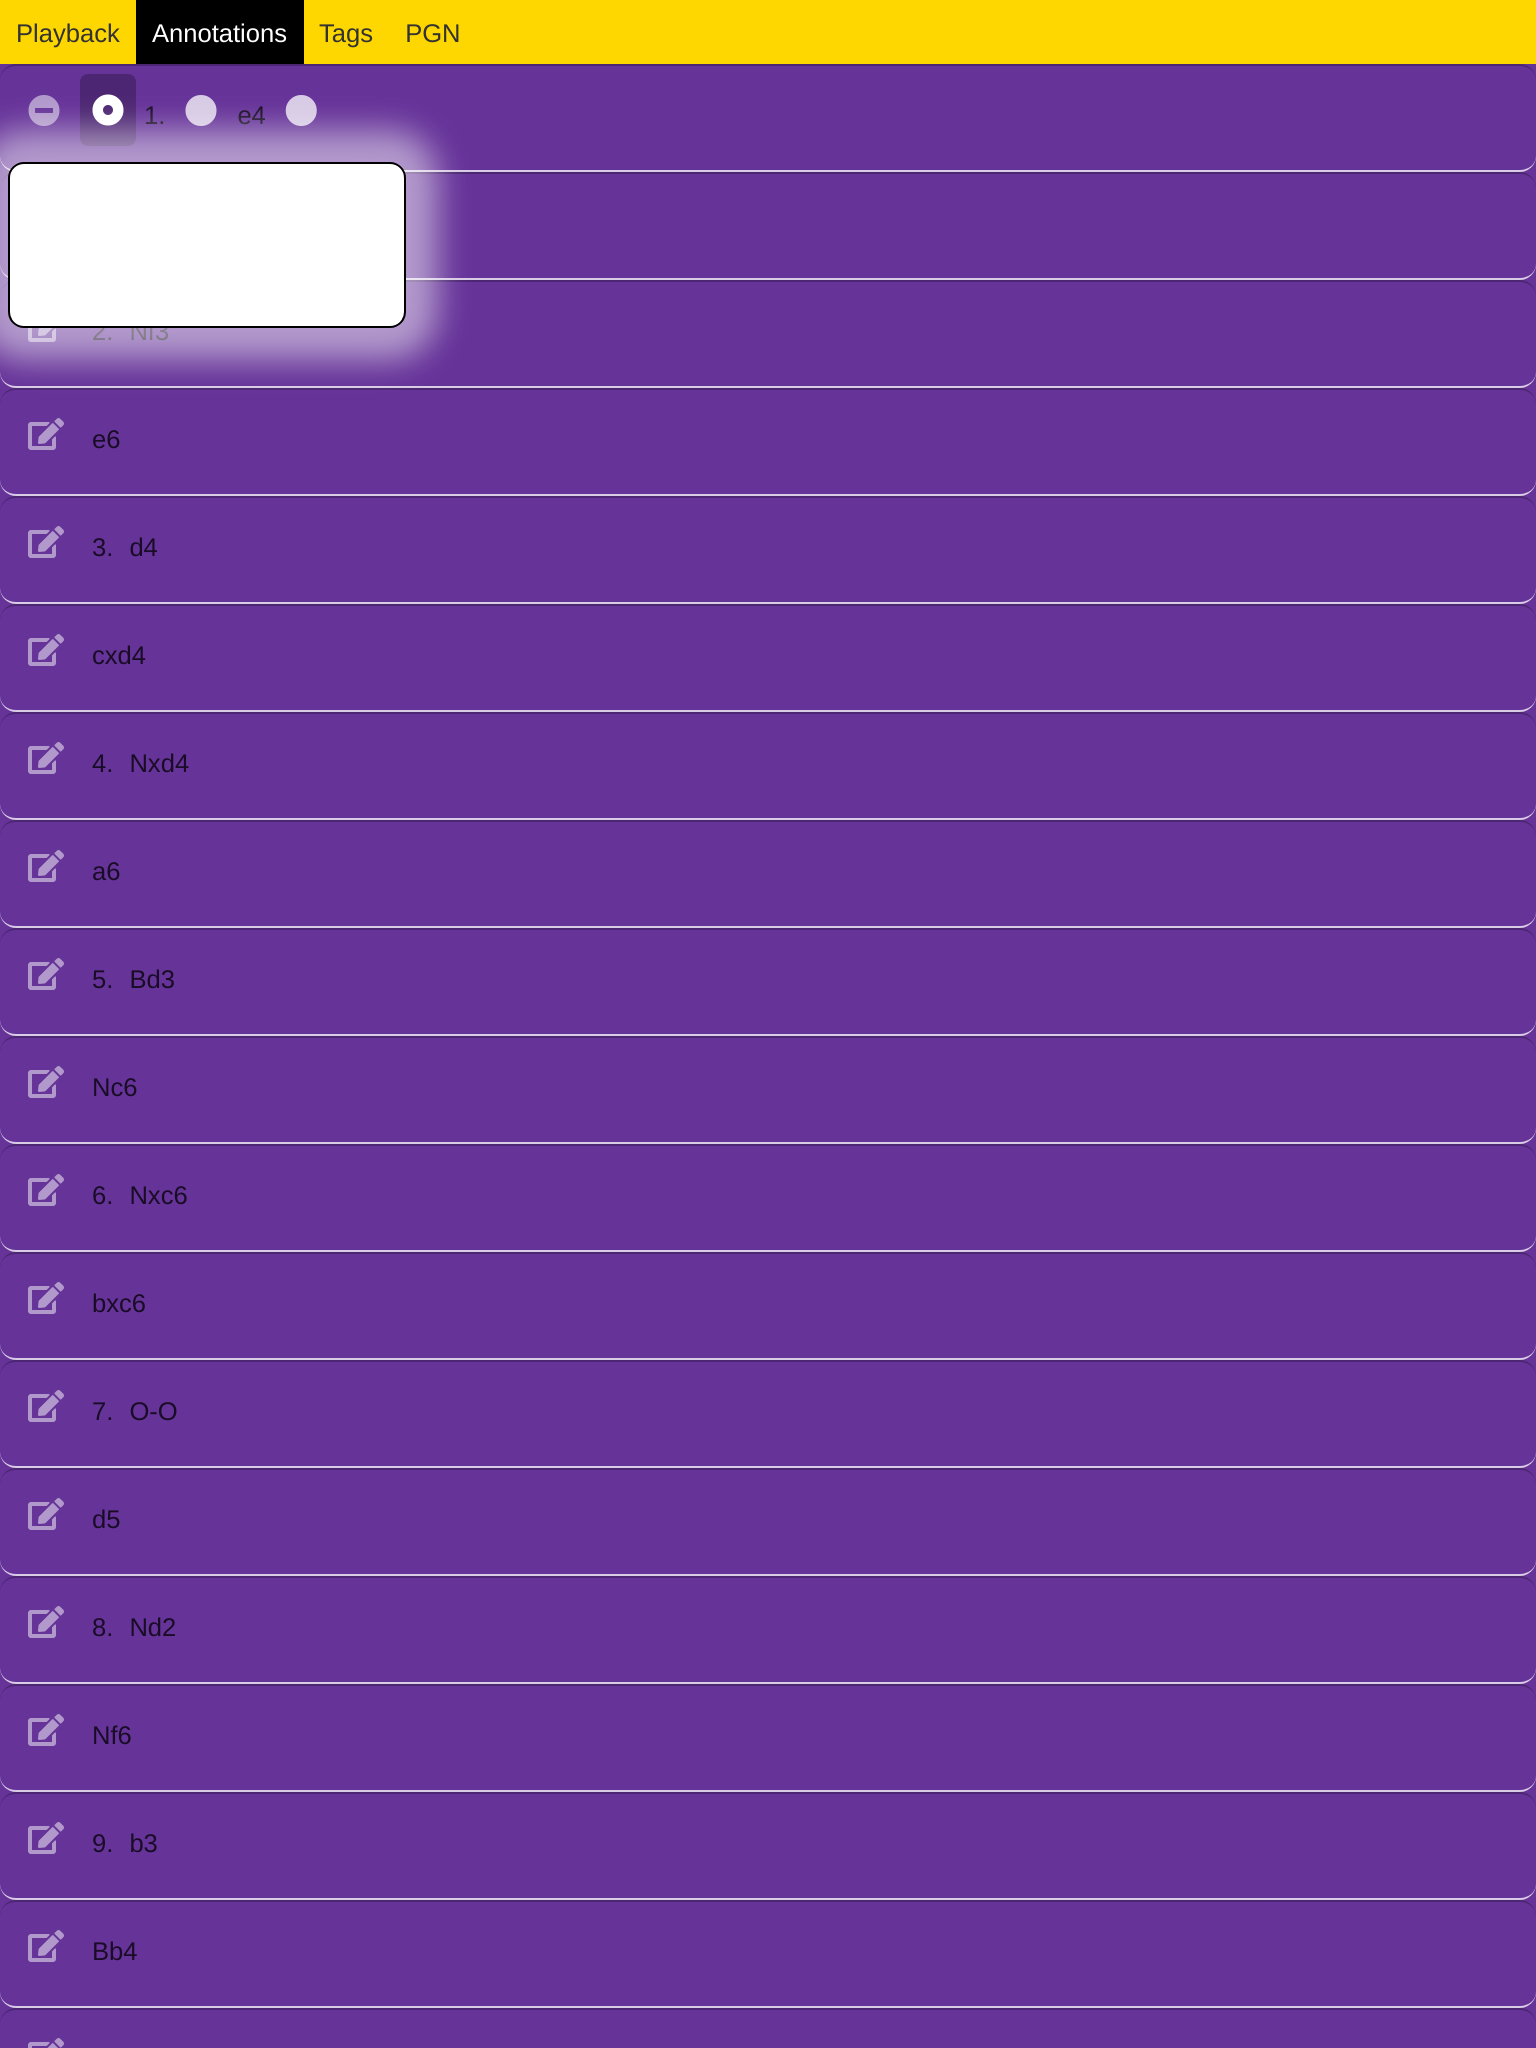 Playback Annotations Tags PGN
1. e4
2. Nf3
e6
3. d4
cxd4
4. Nxd4
a6
5. Bd3
Nc6
6. Nxc6
bxc6
7. O-O
d5
8. Nd2
Nf6
9. b3
Bb4